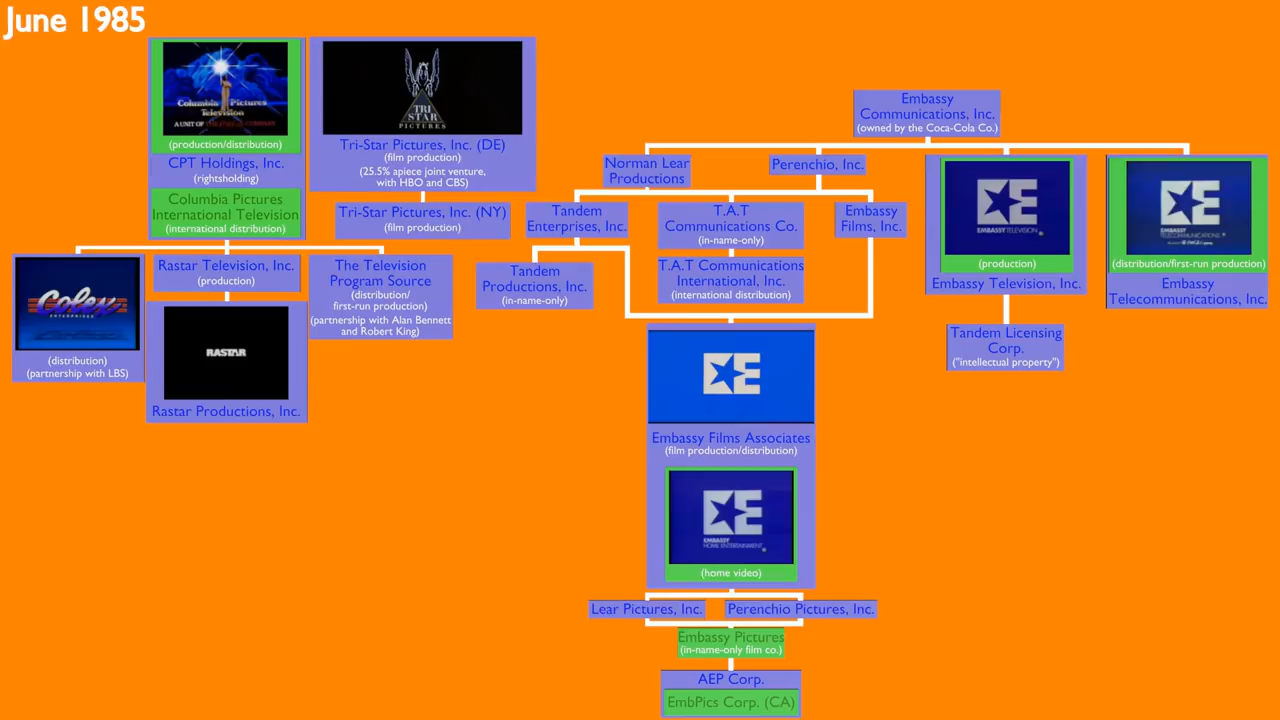 June 1985
Columbia Pictures
Television
A UNIT OF
(production/distribution)
CPT Holdings, Inc.
(rightsholding)
Columbia Pictures
International Television
(international distribution)
TRI
STAR
PICTURES
Tri-Star Pictures, Inc. (DE)
(film production)
(25.5% apiece joint venture,
with HBO and CBS)
Tri-Star Pictures, Inc. (NY)
(film production)
Colex
ENTERPRISES
(distribution)
(partnership with LBS)
Rastar Television, Inc.
(production)
RASTAR
Rastar Productions, Inc.
The Television
Program Source
(distribution/
first-run production)
(partnership with Alan Bennett
and Robert King)
Embassy
Communications, Inc.
(owned by the Coca-Cola Co.)
Norman Lear
Productions
Perenchio, Inc.
Tandem
Enterprises, Inc.
T.A.T
Communications Co.
(in-name-only)
Embassy
Films, Inc.
Tandem
Productions, Inc.
(in-name-only)
T.A.T Communications
International, Inc.
(international distribution)
E
EMBASSY TELEVISION
(production)
Embassy Television, Inc.
Tandem Licensing
Corp.
("intellectual property")
E
EMBASSY
TELECOMMUNICATIONS
(distribution/first-run production)
Embassy
Telecommunications, Inc.
E
Embassy Films Associates
(film production/distribution)
E
EMBASSY
HOME ENTERTAINMENT
(home video)
Lear Pictures, Inc.
Perenchio Pictures, Inc.
Embassy Pictures
(in-name-only film co.)
AEP Corp.
EmbPics Corp. (CA)